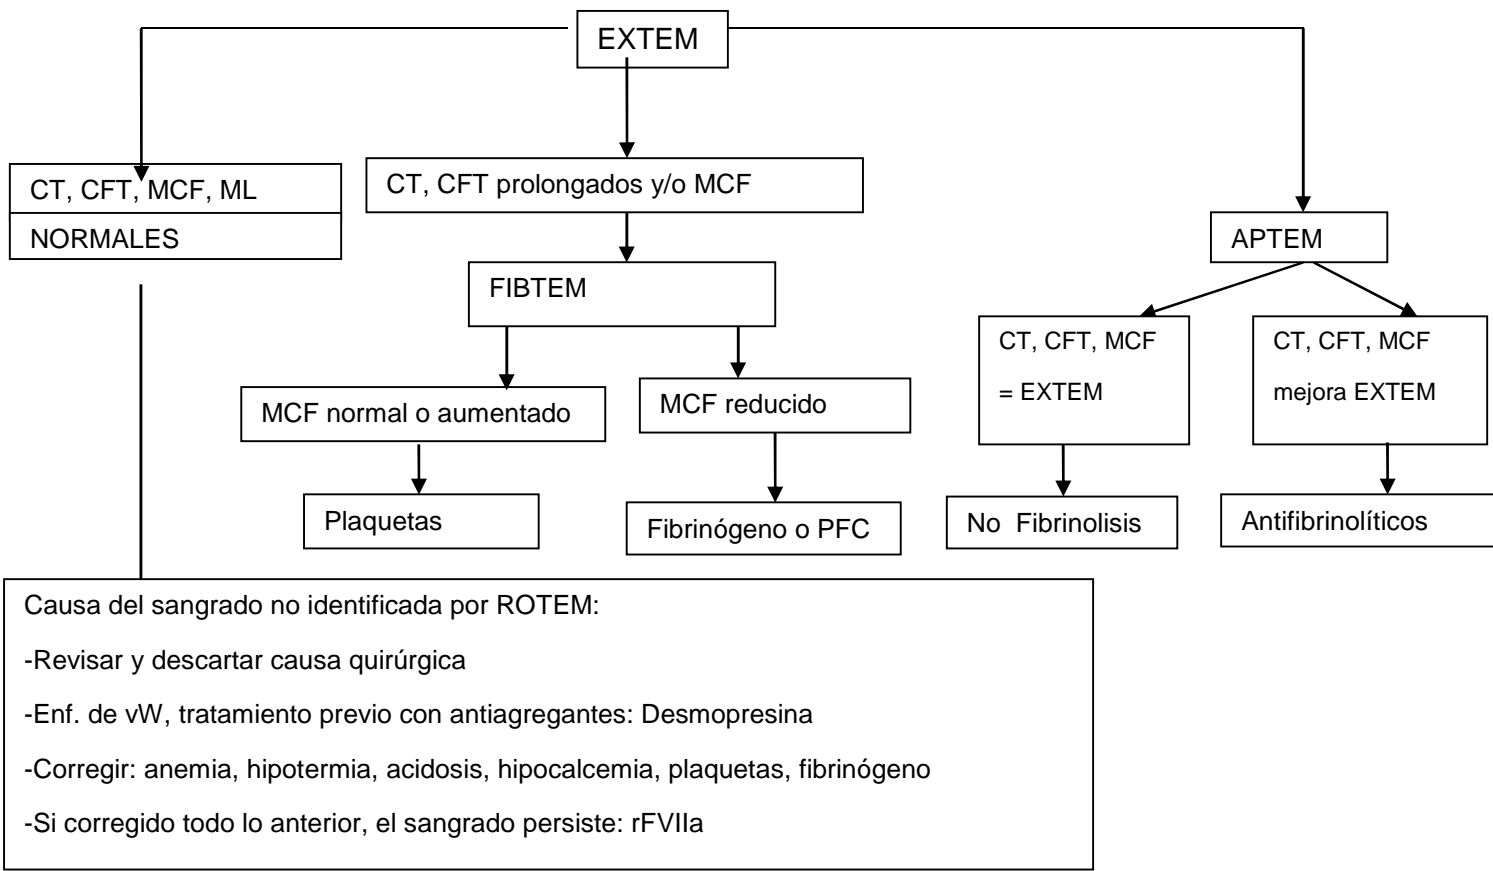 EXTEM
CT, CFT, MCF, ML
NORMALES
CT, CFT prolongados y/o MCF
APTEM
FIBTEM
CT, CFT, MCF
= EXTEM
CT, CFT, MCF
mejora EXTEM
MCF normal o aumentado
MCF reducido
Plaquetas
Fibrinógeno o PFC
No Fibrinolisis
Antifibrinolíticos
Causa del sangrado no identificada por ROTEM:
-Revisar y descartar causa quirúrgica
-Enf. de vW, tratamiento previo con antiagregantes: Desmopresina
-Corregir: anemia, hipotermia, acidosis, hipocalcemia, plaquetas, fibrinógeno
-Si corregido todo lo anterior, el sangrado persiste: rFVIIa